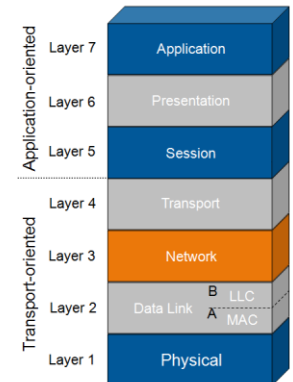 Application-oriented
Transport-oriented
Layer 7 Application
Layer 6 Presentation
Layer 5 Session
Layer 4 Transport
Layer 3 Network
Layer 2 Data Link B LLC
A MAC
Layer 1 Physical